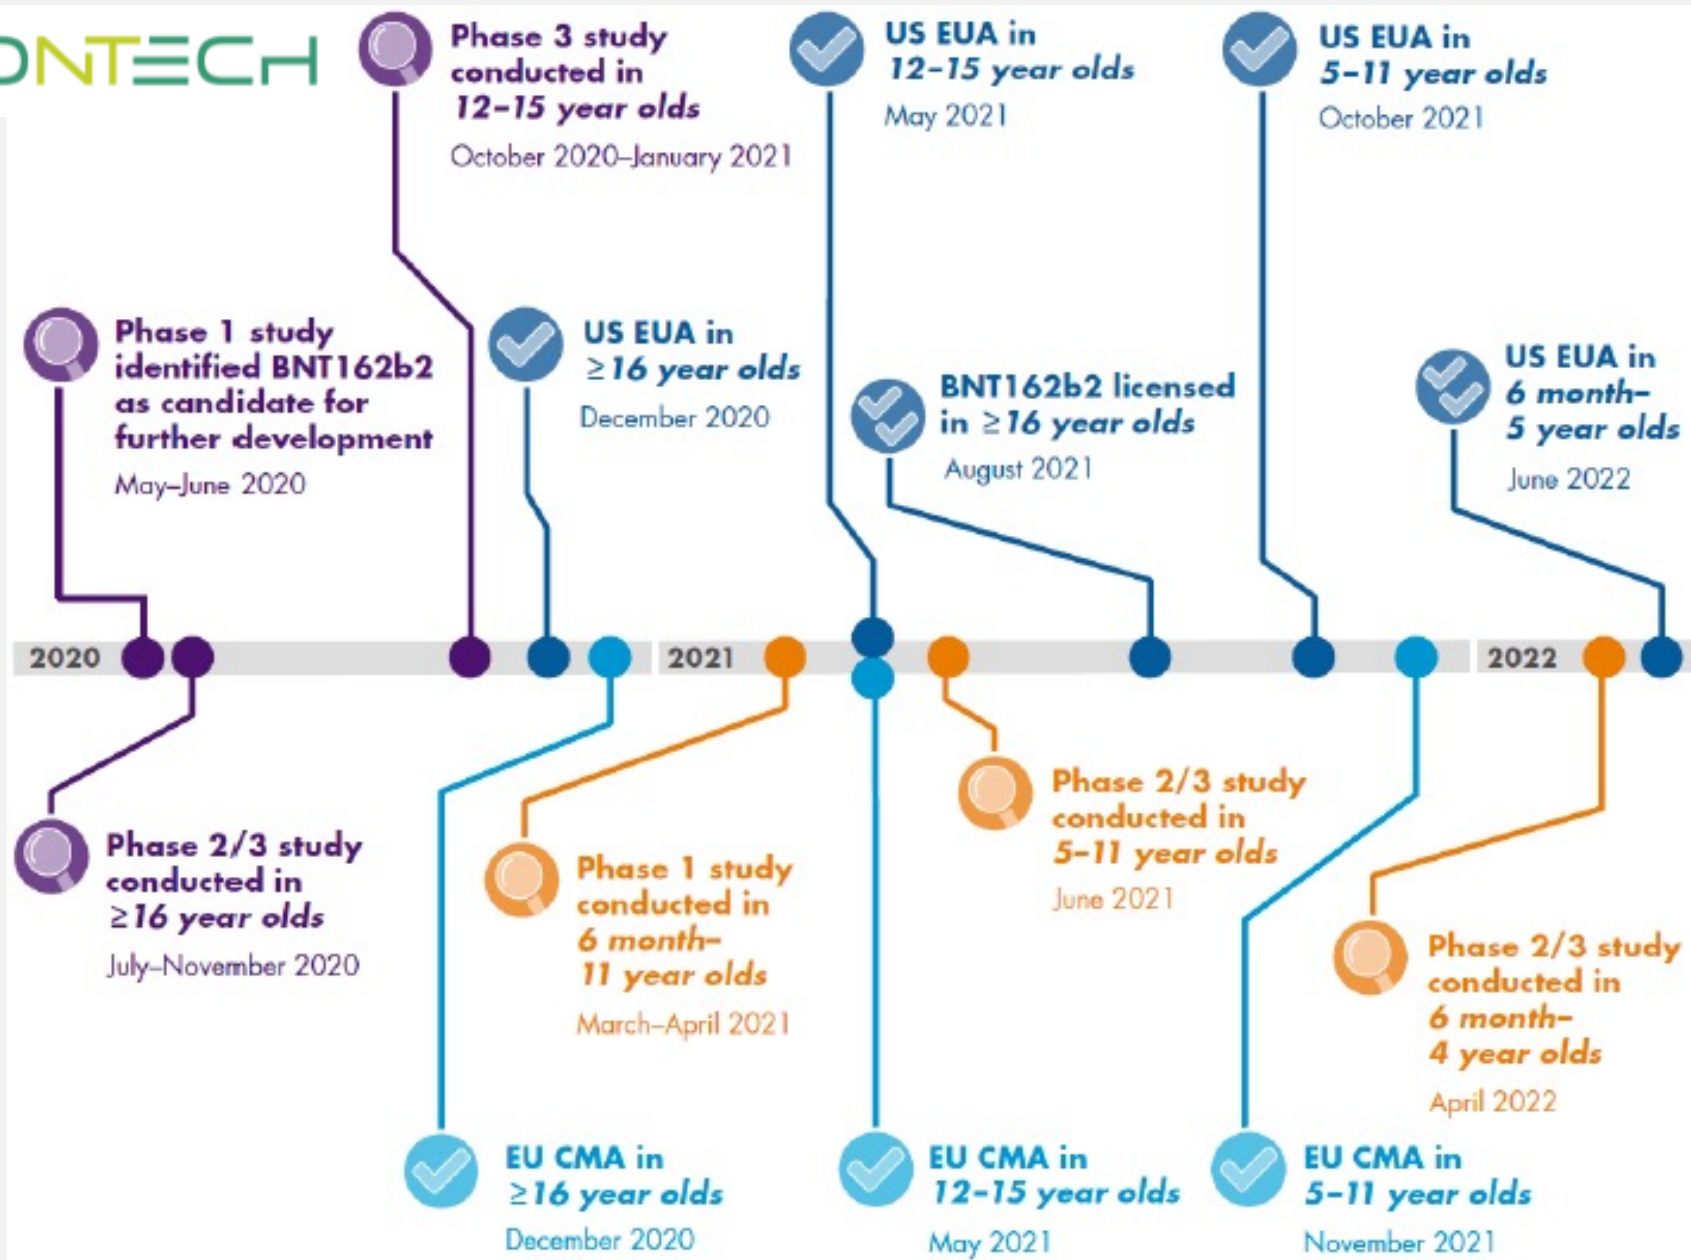 ONTECH
Phase 3 study
conducted in
12–15 year olds
October 2020–January 2021
US EUA in
12–15 year olds
May 2021
US EUA in
5–11 year olds
October 2021
Phase 1 study
identified BNT162b2
as candidate for
further development
May–June 2020
US EUA in
≥16 year olds
December 2020
BNT162b2 licensed
in ≥16 year olds
August 2021
US EUA in
6 month–
5 year olds
June 2022
2020
2021
2022
Phase 2/3 study
conducted in
≥16 year olds
July–November 2020
Phase 1 study
conducted in
6 month–
11 year olds
March–April 2021
Phase 2/3 study
conducted in
5–11 year olds
June 2021
Phase 2/3 study
conducted in
6 month–
4 year olds
April 2022
EU CMA in
≥16 year olds
December 2020
EU CMA in
12–15 year olds
May 2021
EU CMA in
5–11 year olds
November 2021